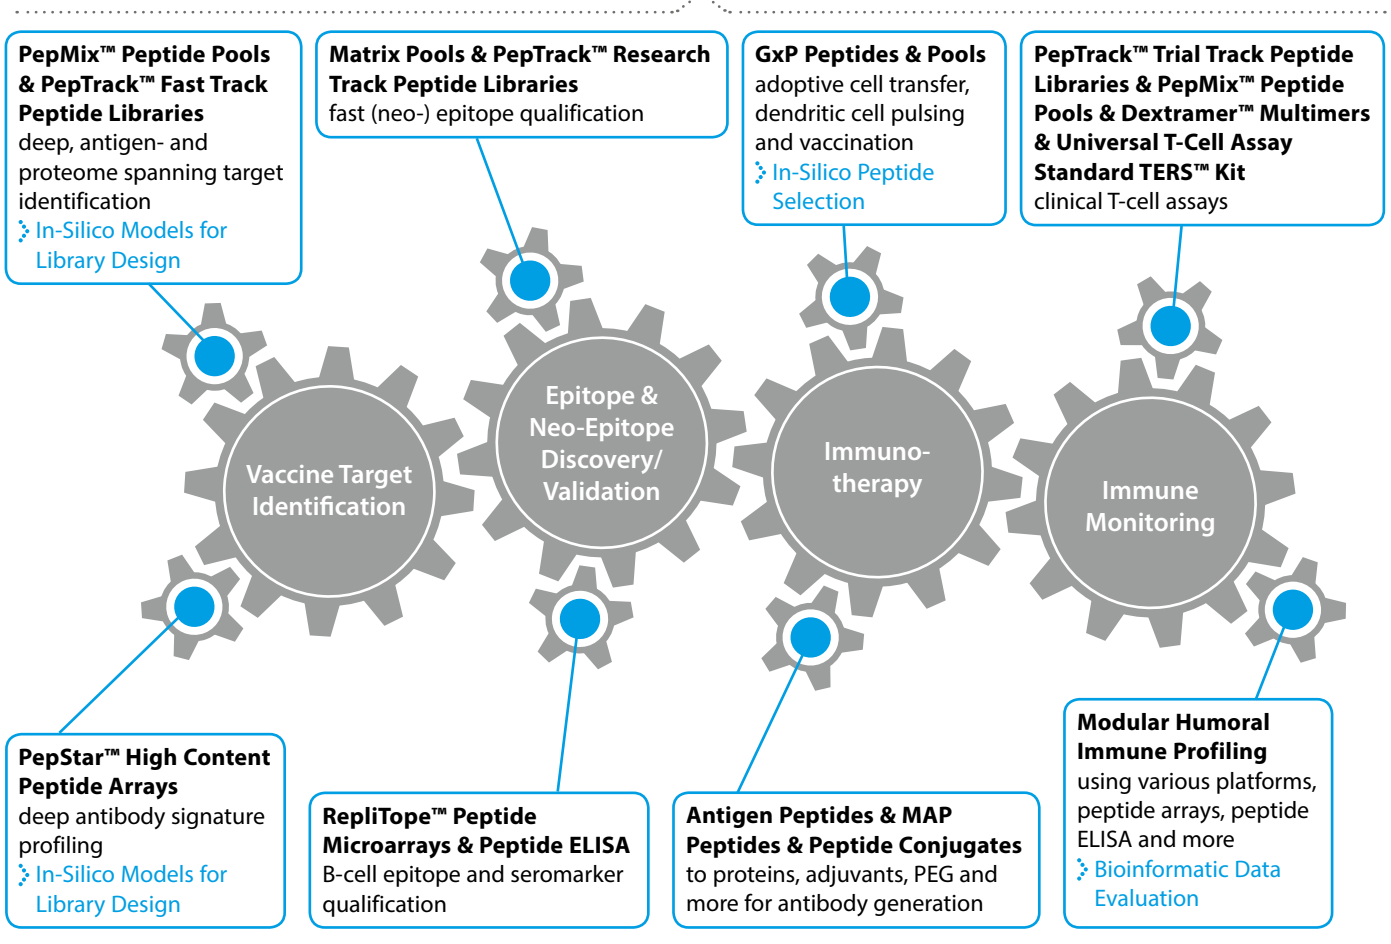 PepMix™ Peptide Pools
& PepTrack™ Fast Track
Peptide Libraries
deep, antigen- and
proteome spanning target
identification
In-Silico Models for
Library Design
Matrix Pools & PepTrack™ Research
Track Peptide Libraries
fast (neo-) epitope qualification
GxP Peptides & Pools
adoptive cell transfer,
dendritic cell pulsing
and vaccination
In-Silico Peptide
Selection
PepTrack™ Trial Track Peptide
Libraries & PepMix™ Peptide
Pools & Dextramer™ Multimers
& Universal T-Cell Assay
Standard TERS™ Kit
clinical T-cell assays
Vaccine Target
Identification
Epitope &
Neo-Epitope
Discovery/
Validation
Immuno-
therapy
Immune
Monitoring
PepStar™ High Content
Peptide Arrays
deep antibody signature
profiling
In-Silico Models for
Library Design
RepliTope™ Peptide
Microarrays & Peptide ELISA
B-cell epitope and seromarker
qualification
Antigen Peptides & MAP
Peptides & Peptide Conjugates
to proteins, adjuvants, PEG and
more for antibody generation
Modular Humoral
Immune Profiling
using various platforms,
peptide arrays, peptide
ELISA and more
Bioinformatic Data
Evaluation